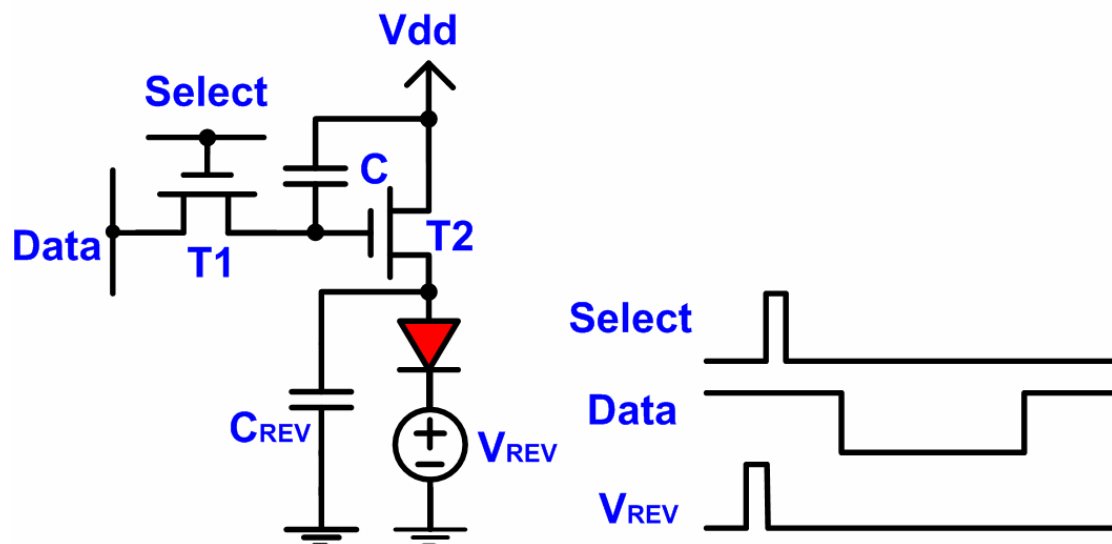 Vdd
Select
C
Data
T1
T2
CREV
VREV
Select
Data
VREV